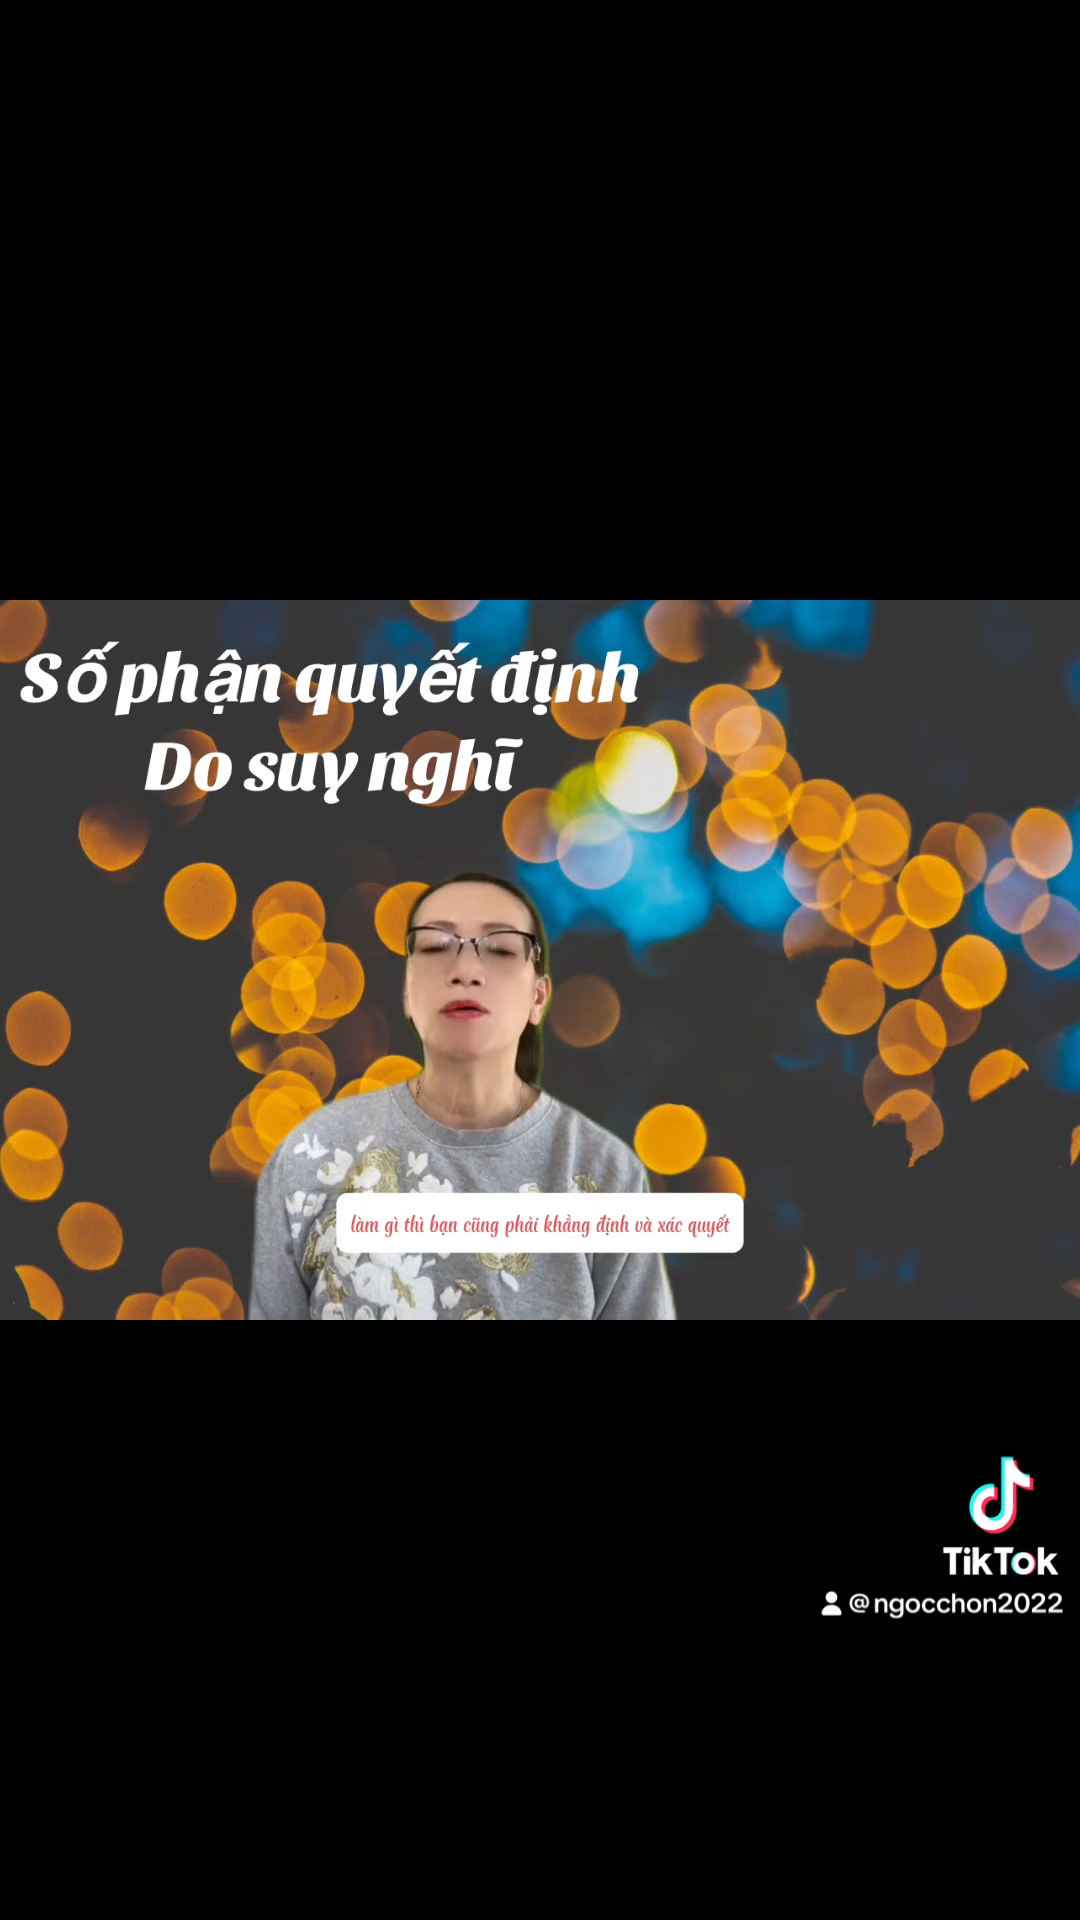 Số phận quyết định
Do suy nghĩ
làm gì thì bạn cũng phải khẳng định và xác quyết
TikTok
@ngocchon2022